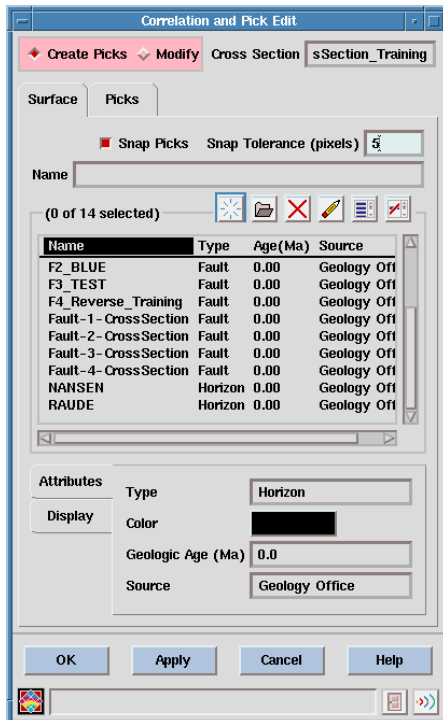 Correlation and Pick Edit
Create Picks Modify Cross Section sSection_Training
Surface Picks
Snap Picks Snap Tolerance (pixels) 5
Name
(0 of 14 selected)
Name Type Age(Ma) Source
F2_BLUE Fault 0.00 Geology Off
F3_TEST Fault 0.00 Geology Off
F4_Reverse_Training Fault 0.00 Geology Off
Fault-1-CrossSection Fault 0.00 Geology Off
Fault-2-CrossSection Fault 0.00 Geology Off
Fault-3-CrossSection Fault 0.00 Geology Off
Fault-4-CrossSection Fault 0.00 Geology Off
NANSEN Horizon 0.00 Geology Off
RAUDE Horizon 0.00 Geology Off
Attributes
Display
Type Horizon
Color
Geologic Age (Ma) 0.0
Source Geology Office
OK Apply Cancel Help